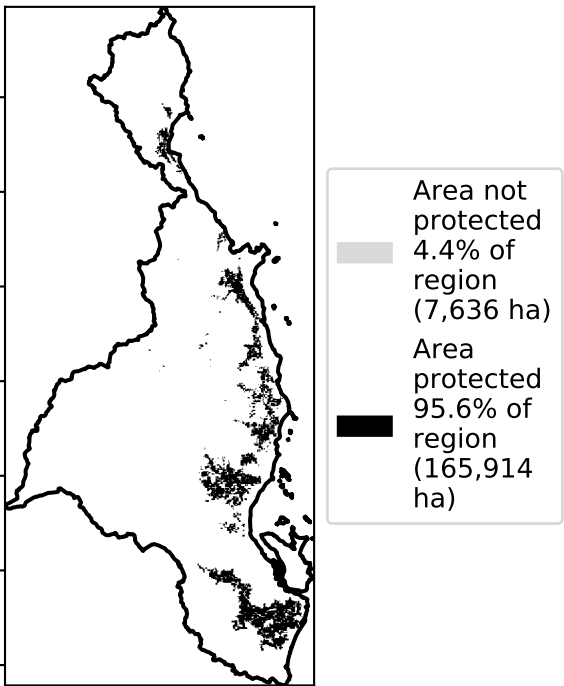 Area not
protected
4.4% of
region
(7,636 ha)
Area
protected
95.6% of
region
(165,914
ha)